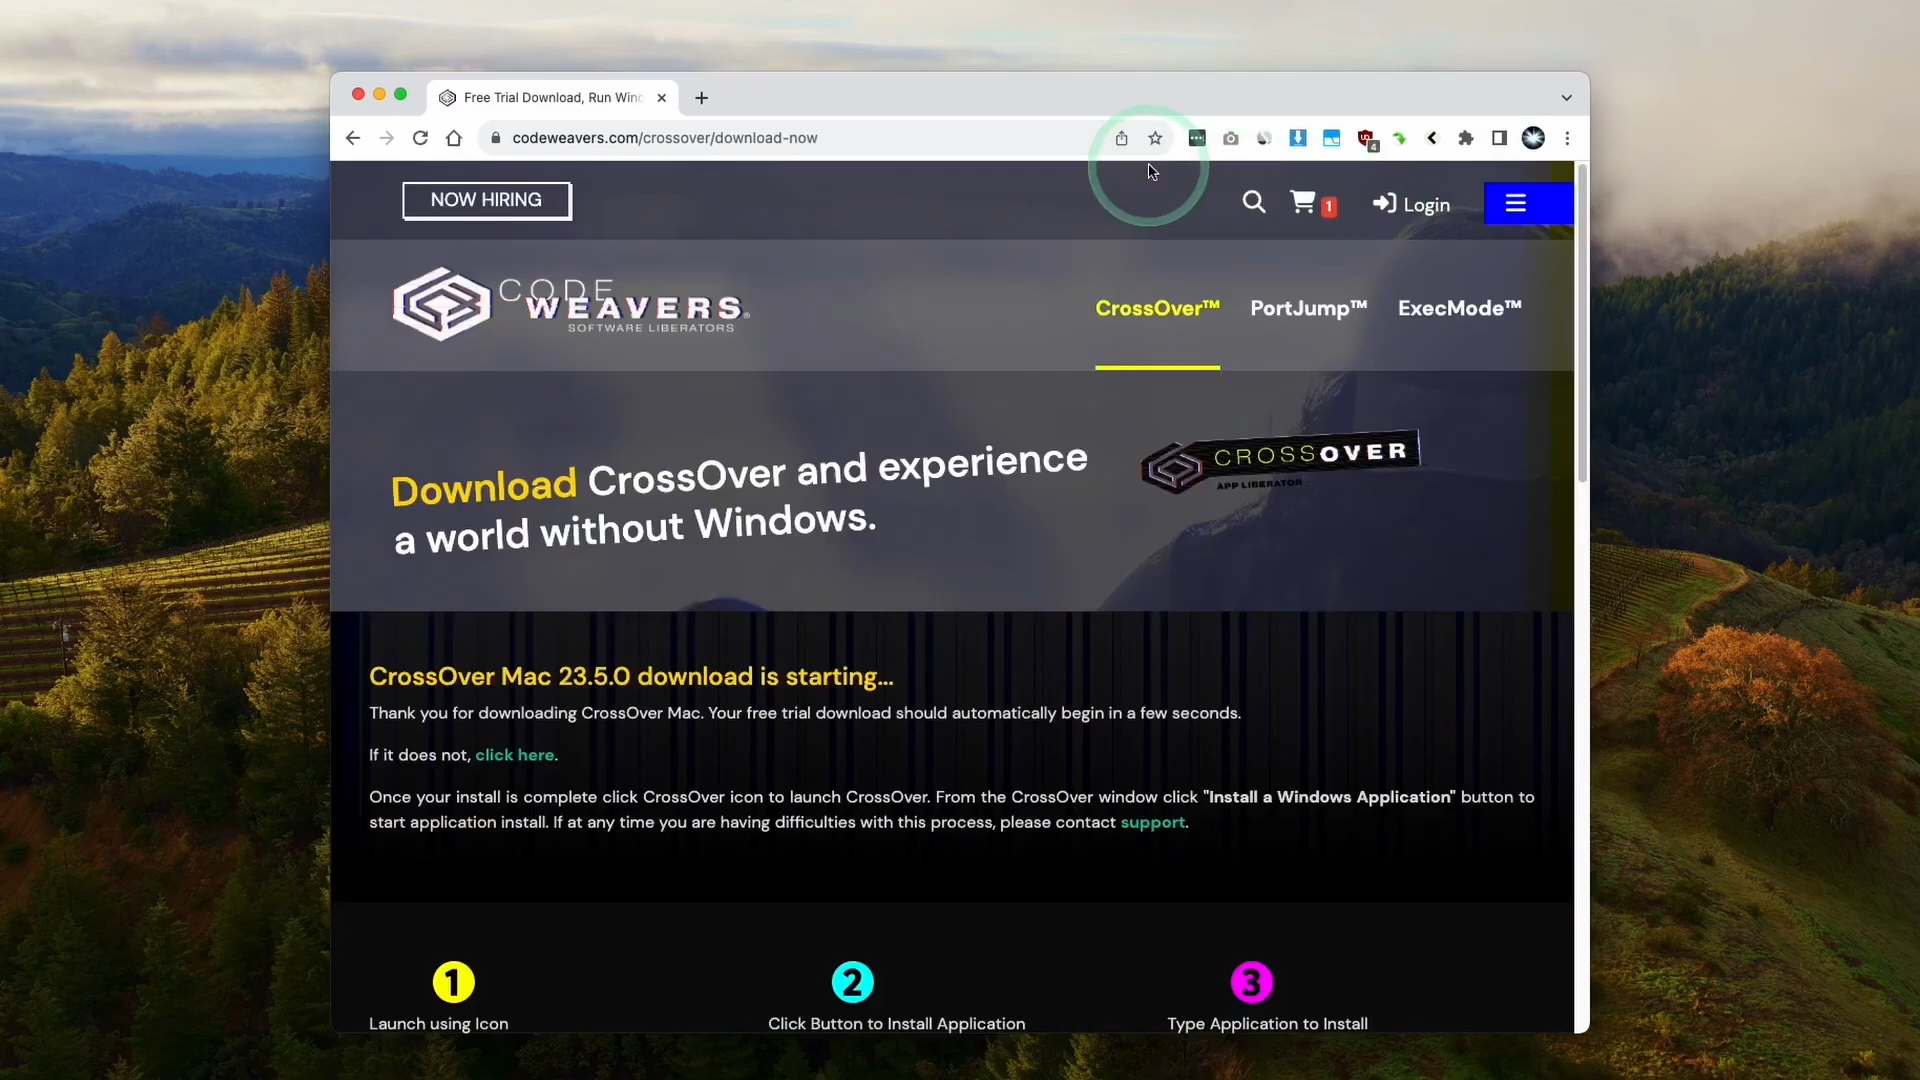 Free Trial Download, Run Winc
codeweavers.com/crossover/download-now
4
NOW HIRING
1
Login
CODE
WEAVERS®
SOFTWARE LIBERATORS
CrossOver™
PortJump™
ExecMode™
Download CrossOver and experience
a world without Windows.
CROSSOVER
APP LIBERATOR
CrossOver Mac 23.5.0 download is starting...
Thank you for downloading CrossOver Mac. Your free trial download should automatically begin in a few seconds.
If it does not, click here.
Once your install is complete click CrossOver icon to launch CrossOver. From the CrossOver window click "Install a Windows Application" button to
start application install. If at any time you are having difficulties with this process, please contact support.
1
2
3
Launch using Icon
Click Button to Install Application
Type Application to Install